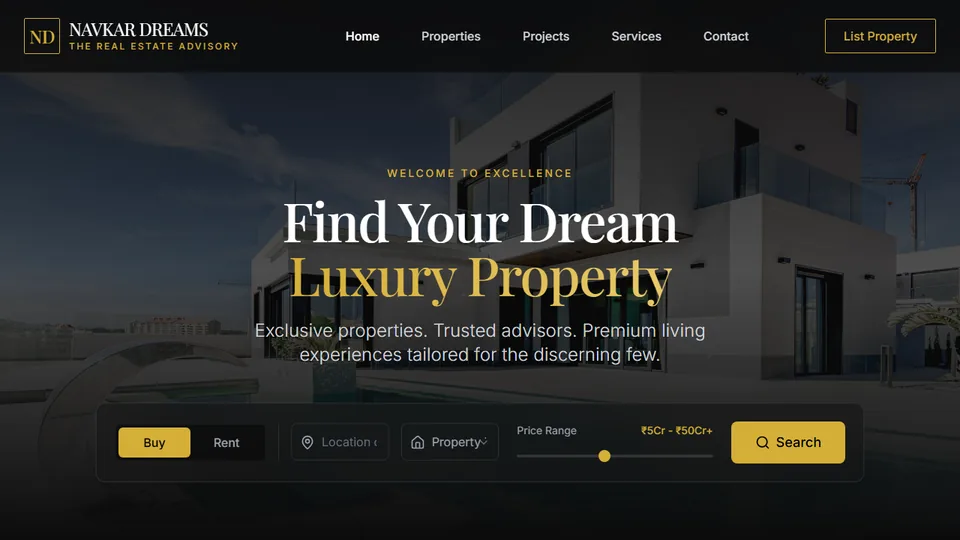 ND
NAVKAR DREAMS
THE REAL ESTATE ADVISORY
Home
Properties
Projects
Services
Contact
List Property
WELCOME TO EXCELLENCE
Find Your Dream
Luxury Property
Exclusive properties. Trusted advisors. Premium living
experiences tailored for the discerning few.
Buy
Rent
Location
Property
Price Range
₹5Cr - ₹50Cr+
Search